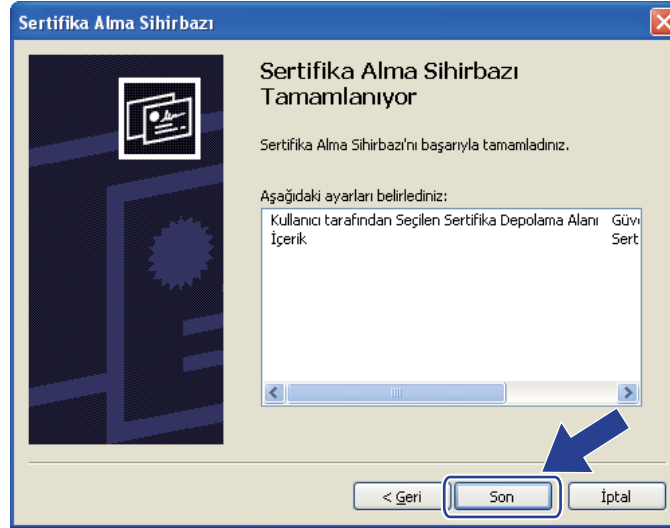 Sertifika Alma Sihirbazı
Sertifika Alma Sihirbazı
Tamamlanıyor
Sertifika Alma Sihirbazı'nı başarıyla tamamladınız.
Aşağıdaki ayarları belirlediniz:
Kullanıcı tarafından Seçilen Sertifika Depolama Alanı
İçerik Sert
< Geri Son İptal